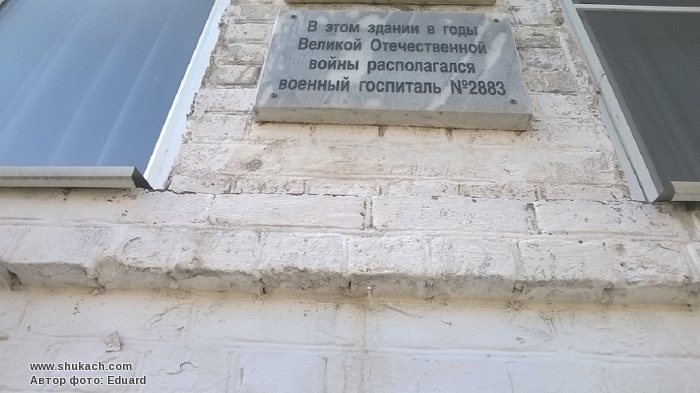 В этом здании в годы
Великой Отечественной
войны располагался
военный госпиталь №2883
www.shukach.com
Автор фото: Eduard